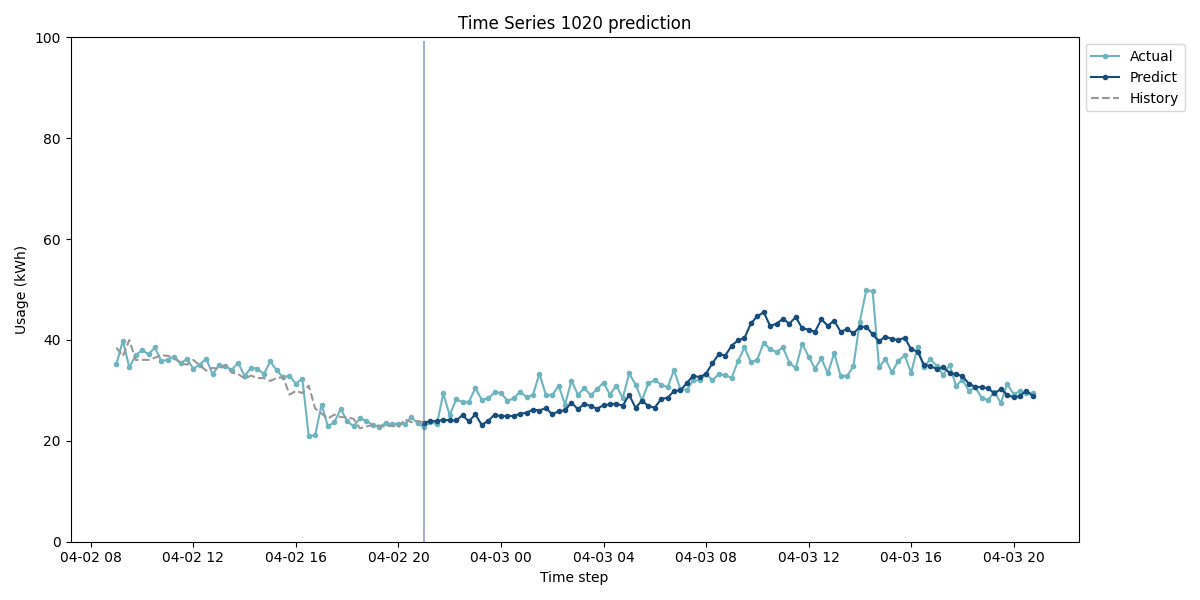 Time Series 1020 prediction
100
80
60
40
20
0
Usage (kWh)
04-02 08
04-02 12
04-02 16
04-02 20
04-03 00
04-03 04
04-03 08
04-03 12
04-03 16
04-03 20
Time step
Actual
Predict
History